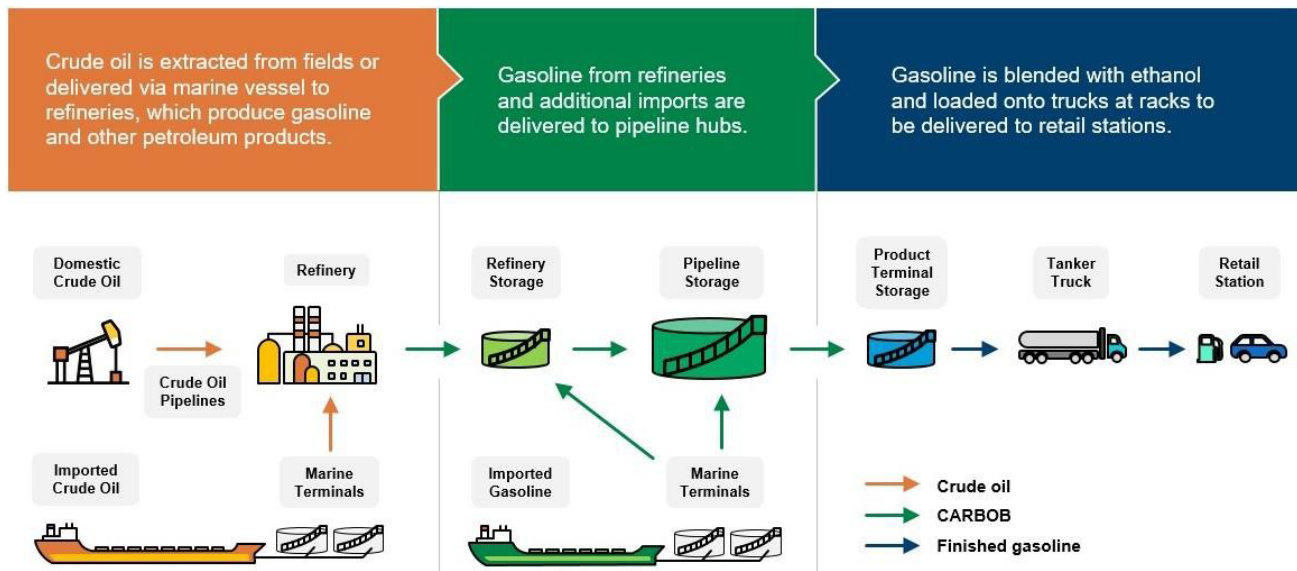 Crude oil is extracted from fields or
delivered via marine vessel to
refineries, which produce gasoline
and other petroleum products.
Gasoline from refineries
and additional imports are
delivered to pipeline hubs.
Gasoline is blended with ethanol
and loaded onto trucks at racks to
be delivered to retail stations.
Domestic
Crude Oil
Refinery
Refinery
Storage
Pipeline
Storage
Product
Terminal
Storage
Tanker
Truck
Retail
Station
Crude Oil
Pipelines
Imported
Crude Oil
Marine
Terminals
Imported
Gasoline
Marine
Terminals
Crude oil
CARBOB
Finished gasoline